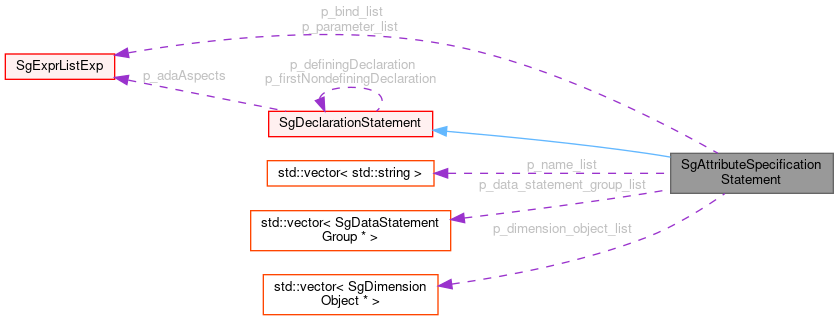 p_bind_list
p_parameter_list
SgExprListExp
p_adaAspects
p_definingDeclaration
p_firstNondefiningDeclaration
SgDeclarationStatement
SgAttributeSpecification
Statement
std::vector< std::string >
p_name_list
p_data_statement_group_list
std::vector< SgDataStatement
Group * >
p_dimension_object_list
std::vector< SgDimension
Object * >